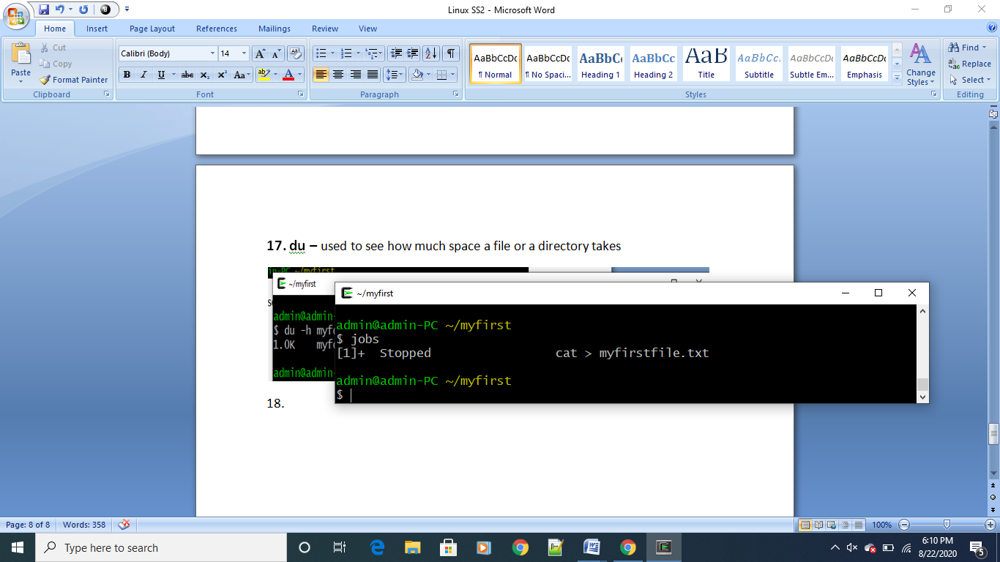 Linux SS2 - Microsoft Word
Home Insert Page Layout References Mailings Review View
Paste
Cut
Copy
Format Painter
Clipboard
Calibri (Body) 14
B I U abc x₂ x² Aa
Font
Paragraph
AaBbCcDc AaBbCcDc AaBbC AaBbCc AaB AaBbCc. AaBbCcDc AaBbCcDc
¶ Normal ¶ No Spaci... Heading 1 Heading 2 Title Subtitle Subtle Em... Emphasis
Change Styles
Styles
Find
Replace
Select
Editing
17. du – used to see how much space a file or a directory takes
~/myfirst
admin@admin-
$ du -h myf
1.0K myf
admin@admin-
~/myfirst
admin@admin-PC ~/myfirst
$ jobs
[1]+ Stopped cat > myfirstfile.txt
admin@admin-PC ~/myfirst
$
18.
Page: 8 of 8 Words: 358 100%
Type here to search
6:10 PM
8/22/2020
5